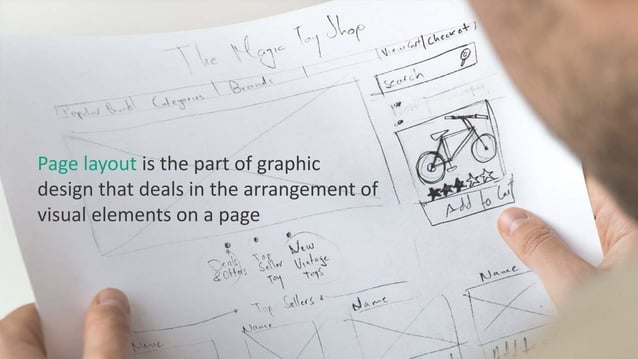 The Magic Toy Shop
View Cart / Checkout
search
Categories | Brands |
Page layout is the part of graphic
design that deals in the arrangement of
visual elements on a page
Add to Cart
Deals
& Offers
Top
Seller
Toy
New
Vintage
Toys
Top Sellers
Name
Name
Name
Name